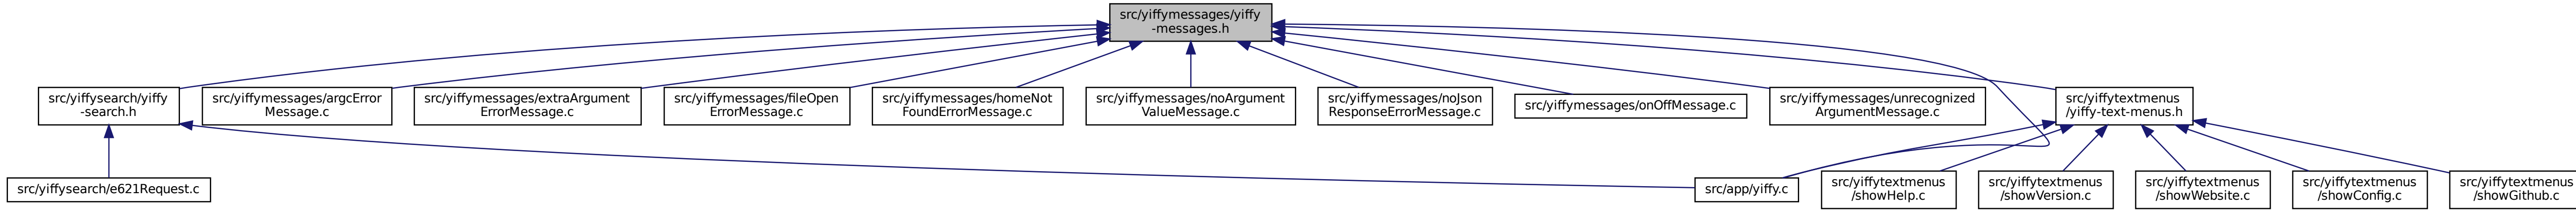 src/yiffymessages/yiffy
-messages.h
src/yiffysearch/yiffy
-search.h
src/yiffymessages/argcError
Message.c
src/yiffymessages/extraArgument
ErrorMessage.c
src/yiffymessages/fileOpen
ErrorMessage.c
src/yiffymessages/homeNot
FoundErrorMessage.c
src/yiffymessages/noArgument
ValueMessage.c
src/yiffymessages/noJson
ResponseErrorMessage.c
src/yiffymessages/onOffMessage.c
src/yiffymessages/unrecognized
ArgumentMessage.c
src/yiffytextmenus
/yiffy-text-menus.h
src/yiffysearch/e621Request.c
src/app/yiffy.c
src/yiffytextmenus
/showHelp.c
src/yiffytextmenus
/showVersion.c
src/yiffytextmenus
/showWebsite.c
src/yiffytextmenus
/showConfig.c
src/yiffytextmenus
/showGithub.c